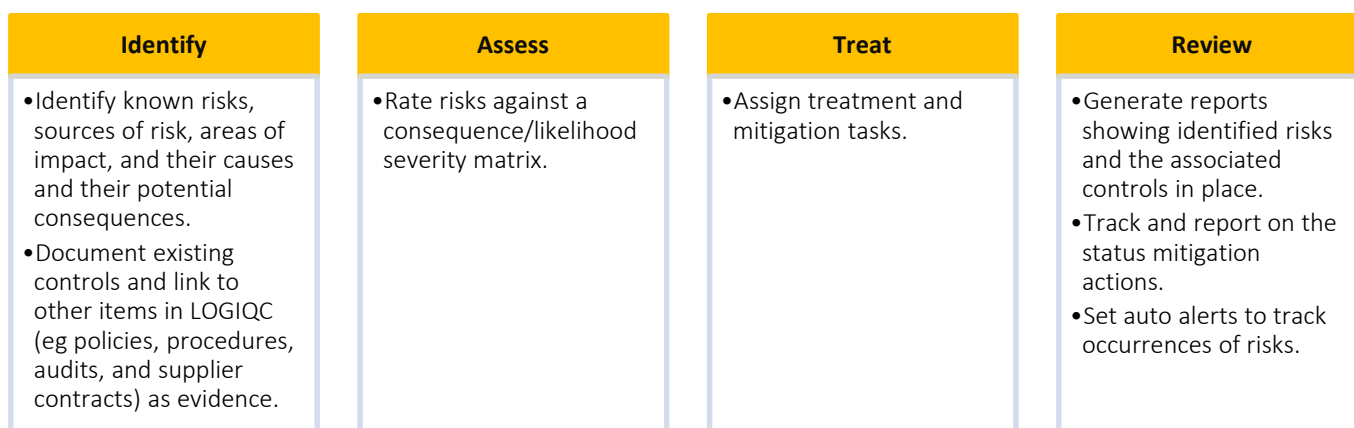 Identify
•Identify known risks,
sources of risk, areas of
impact, and their causes
and their potential
consequences.
•Document existing
controls and link to
other items in LOGIQC
(eg policies, procedures,
audits, and supplier
contracts) as evidence.
Assess
•Rate risks against a
consequence/likelihood
severity matrix.
Treat
•Assign treatment and
mitigation tasks.
Review
•Generate reports
showing identified risks
and the associated
controls in place.
•Track and report on the
status mitigation
actions.
•Set auto alerts to track
occurrences of risks.